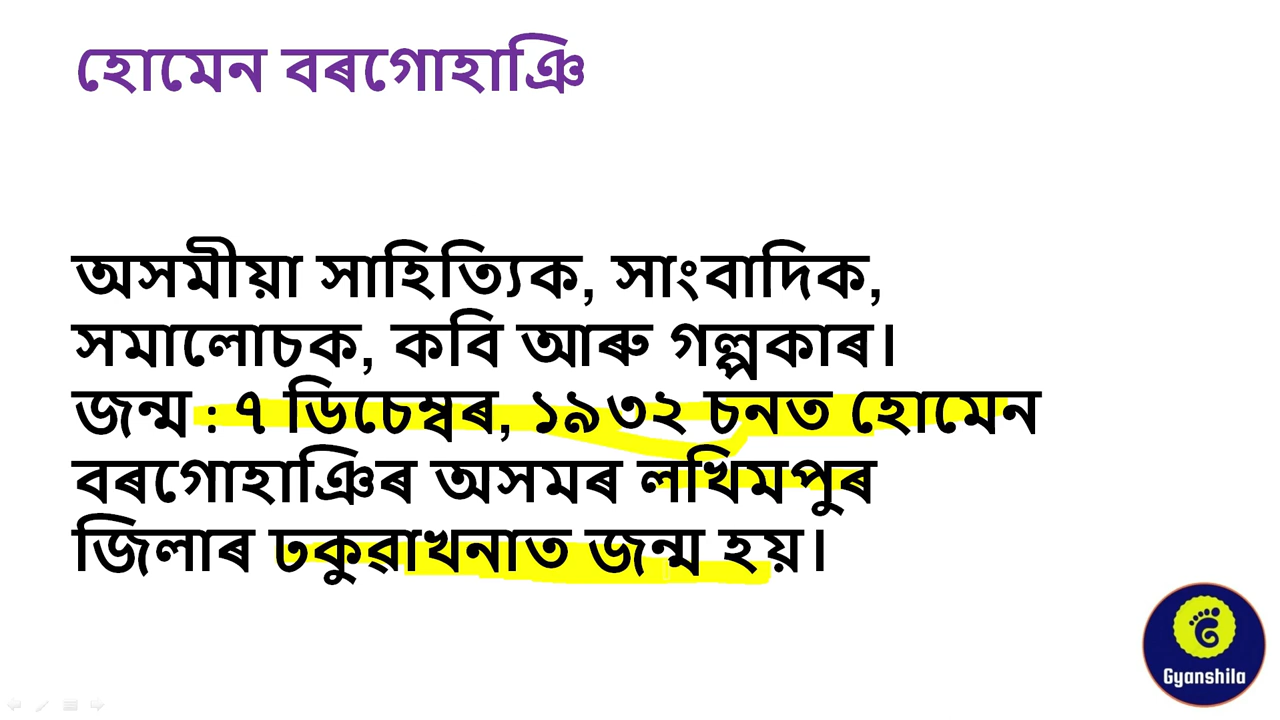 হোমেন বৰগোহাঞি
অসমীয়া সাহিত্যিক, সাংবাদিক,
সমালোচক, কবি আৰু গল্পকাৰ।
জন্ম : ৭ ডিচেম্বৰ, ১৯৩২ চনত হোমেন
বৰগোহাঞিৰ অসমৰ লখিমপুৰ
জিলাৰ ঢকুৱাখনাত জন্ম হয়।
Gyanshila